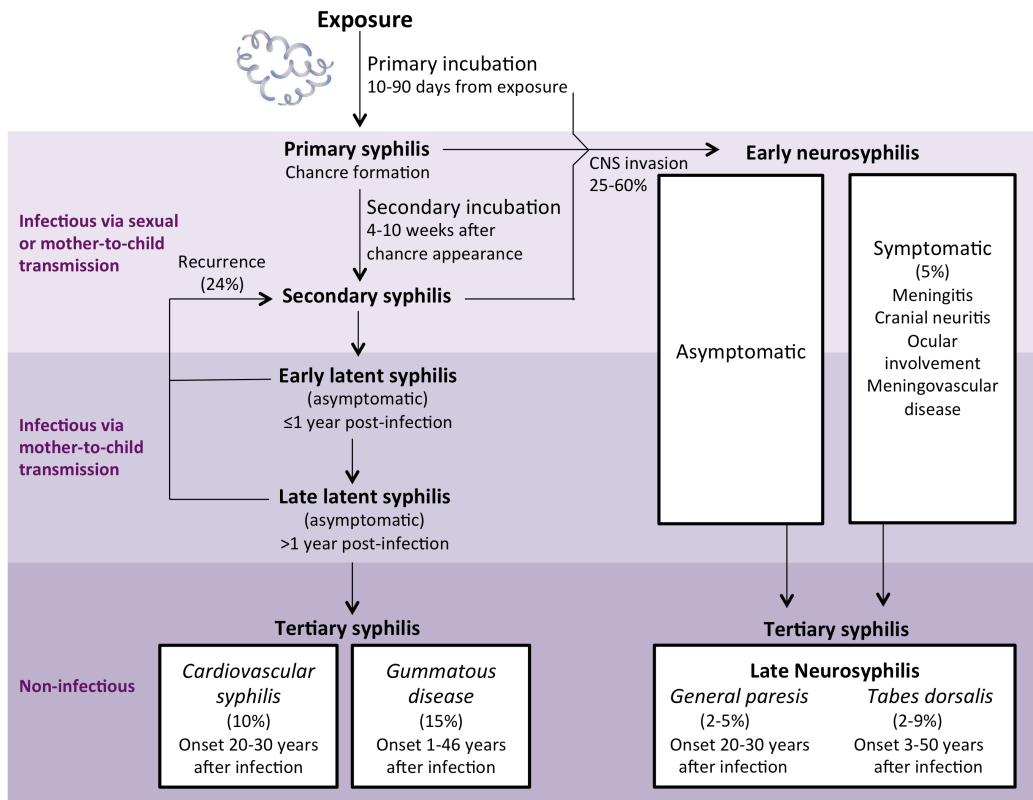 Exposure
Primary incubation
10-90 days from exposure
Primary syphilis
Chancre formation
CNS invasion
25-60%
Early neurosyphilis
Infectious via sexual
or mother-to-child
transmission
Secondary incubation
4-10 weeks after
chancre appearance
Recurrence
(24%)
Secondary syphilis
Asymptomatic
Symptomatic
(5%)
Meningitis
Cranial neuritis
Ocular
involvement
Meningovascular
disease
Infectious via
mother-to-child
transmission
Early latent syphilis
(asymptomatic)
≤1 year post-infection
Late latent syphilis
(asymptomatic)
>1 year post-infection
Non-infectious
Tertiary syphilis
Cardiovascular
syphilis
(10%)
Onset 20-30 years
after infection
Gummatous
disease
(15%)
Onset 1-46 years
after infection
Tertiary syphilis
Late Neurosyphilis
General paresis
(2-5%)
Onset 20-30 years
after infection
Tabes dorsalis
(2-9%)
Onset 3-50 years
after infection